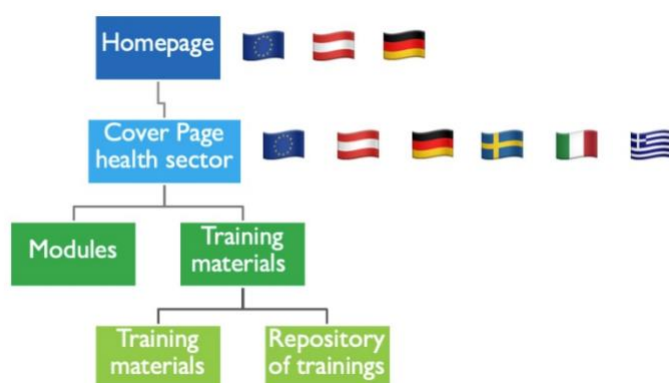 Homepage
Cover Page
health sector
Modules
Training
materials
Training
materials
Repository
of trainings